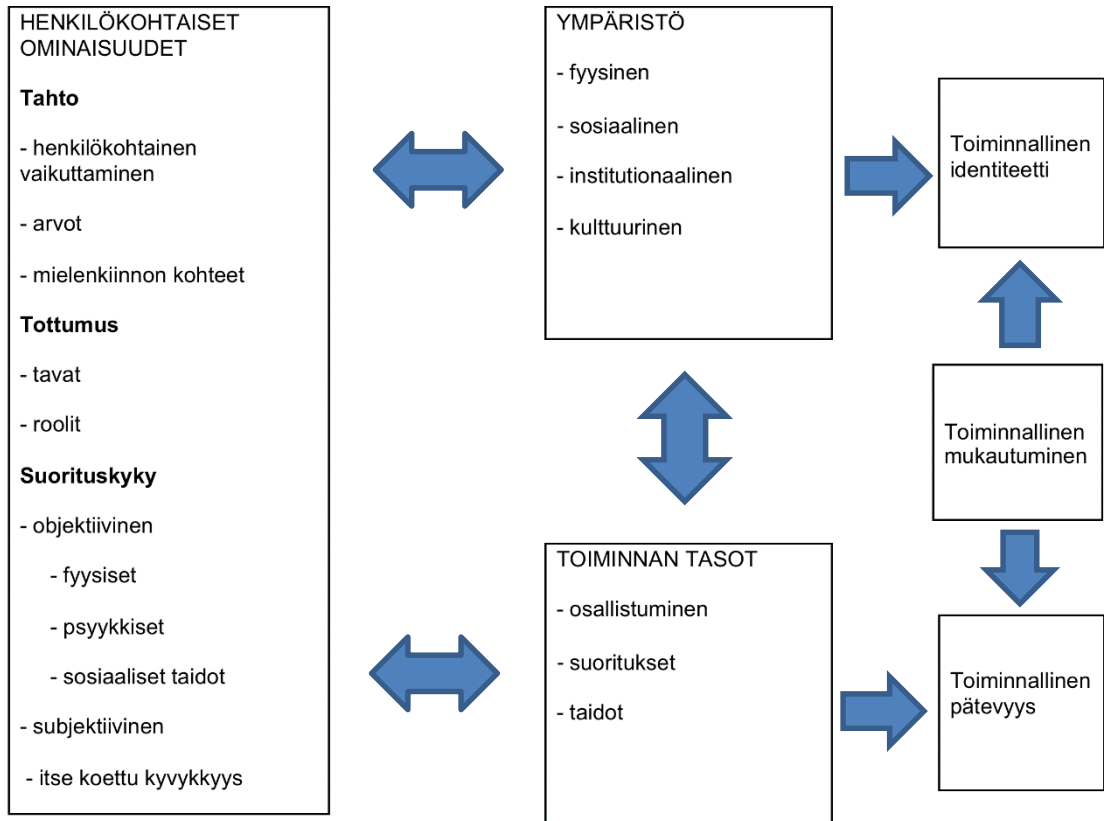 HENKILÖKOHTAISET
OMINAISUUDET
Tahto
- henkilökohtainen
vaikuttaminen
- arvot
- mielenkiinnon kohteet
Tottumus
- tavat
- roolit
Suorituskyky
- objektiivinen
- fyysiset
- psyykkiset
- sosiaaliset taidot
- subjektiivinen
- itse koettu kyvykkyys
YMPÄRISTÖ
- fyysinen
- sosiaalinen
- institutionaalinen
- kulttuurinen
TOIMINNAN TASOT
- osallistuminen
- suoritukset
- taidot
Toiminnallinen
identiteetti
Toiminnallinen
mukautuminen
Toiminnallinen
pätevyys